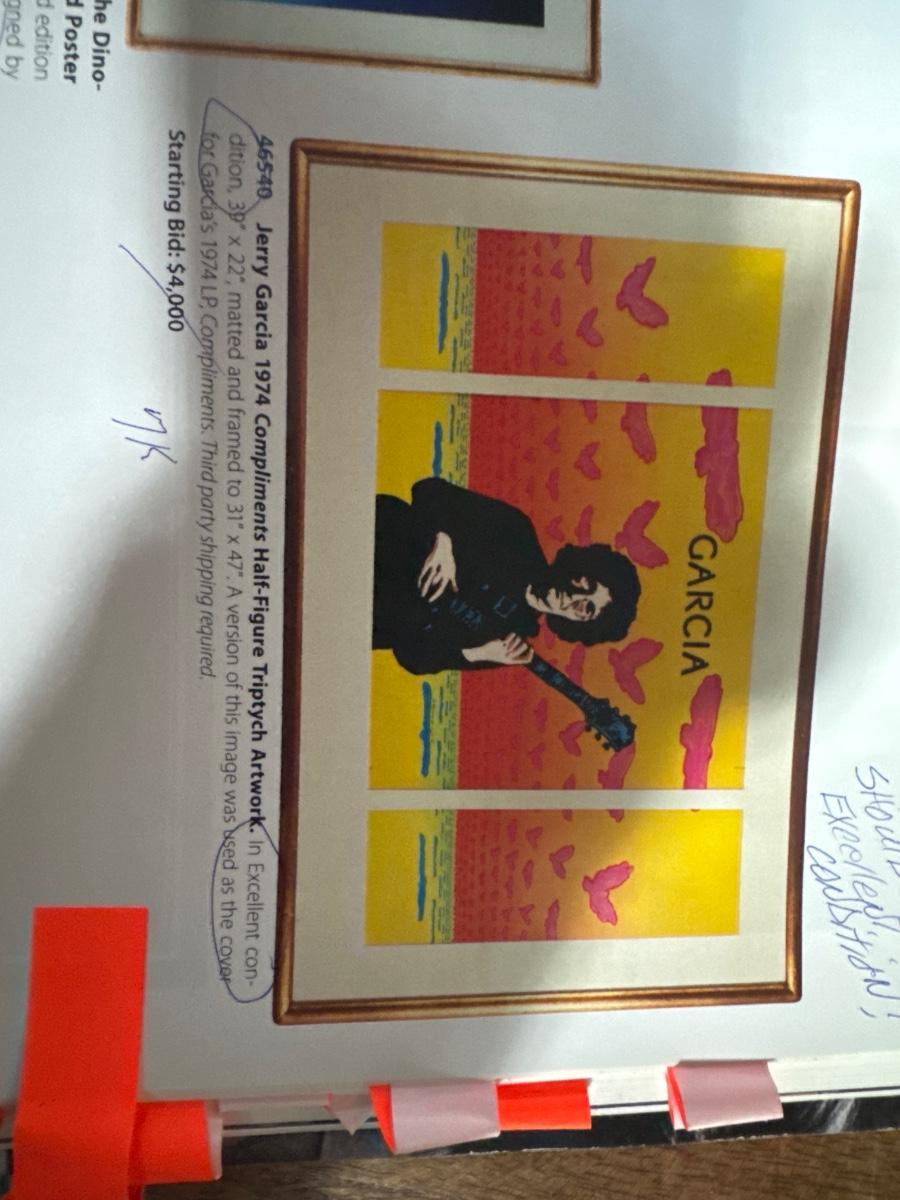 he Dino-
d Poster
d edition
gned by
GARCIA
46540 Jerry Garcia 1974 Compliments Half-Figure Triptych Artwork. In Excellent con-
dition, 39" x 22", matted and framed to 31" x 47". A version of this image was used as the cover
for Garcia's 1974 LP, Compliments. Third party shipping required.
Starting Bid: $4,000
EXCELLENT
CONDITION!